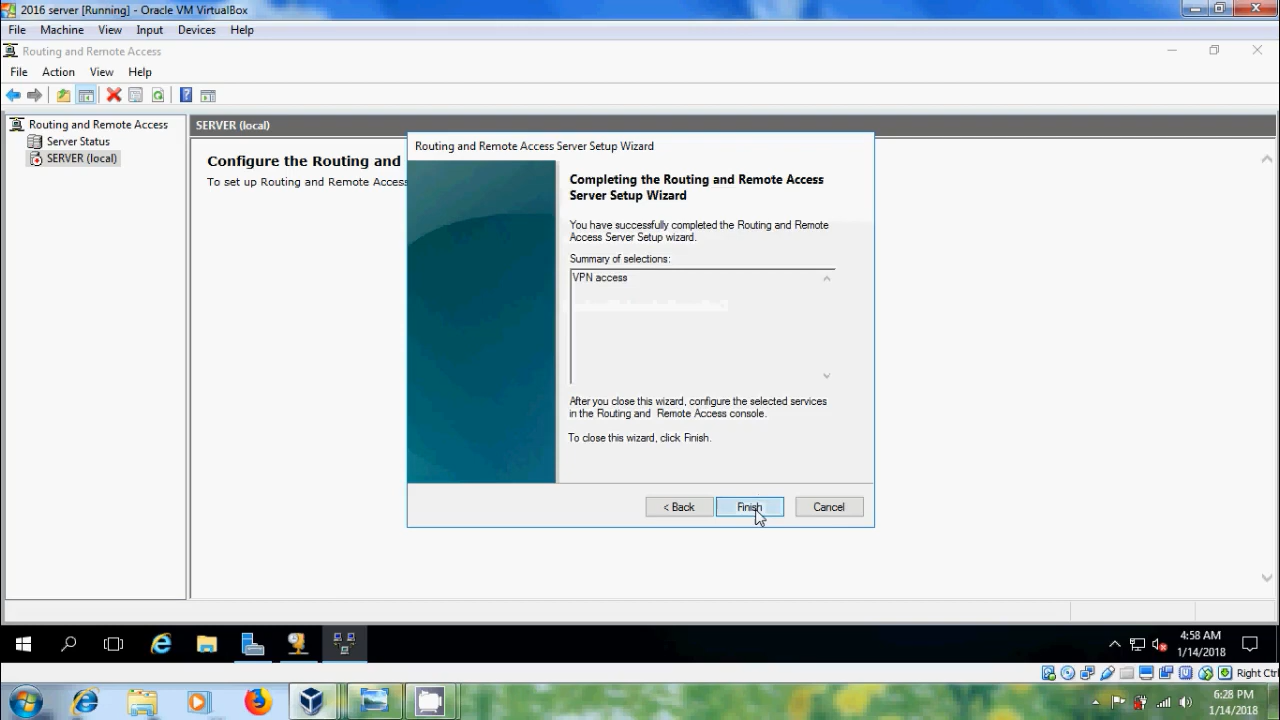 2016 server [Running] - Oracle VM VirtualBox
File Machine View Input Devices Help
Routing and Remote Access
File Action View Help
Routing and Remote Access
Server Status
SERVER (local)
SERVER (local)
Configure the Routing and
To set up Routing and Remote Access
Routing and Remote Access Server Setup Wizard
Completing the Routing and Remote Access
Server Setup Wizard
You have successfully completed the Routing and Remote
Access Server Setup wizard.
Summary of selections:
VPN access
After you close this wizard, configure the selected services
in the Routing and Remote Access console.
To close this wizard, click Finish.
< Back Finish Cancel
4:58 AM
1/14/2018
Right Ctrl
6:28 PM
1/14/2018